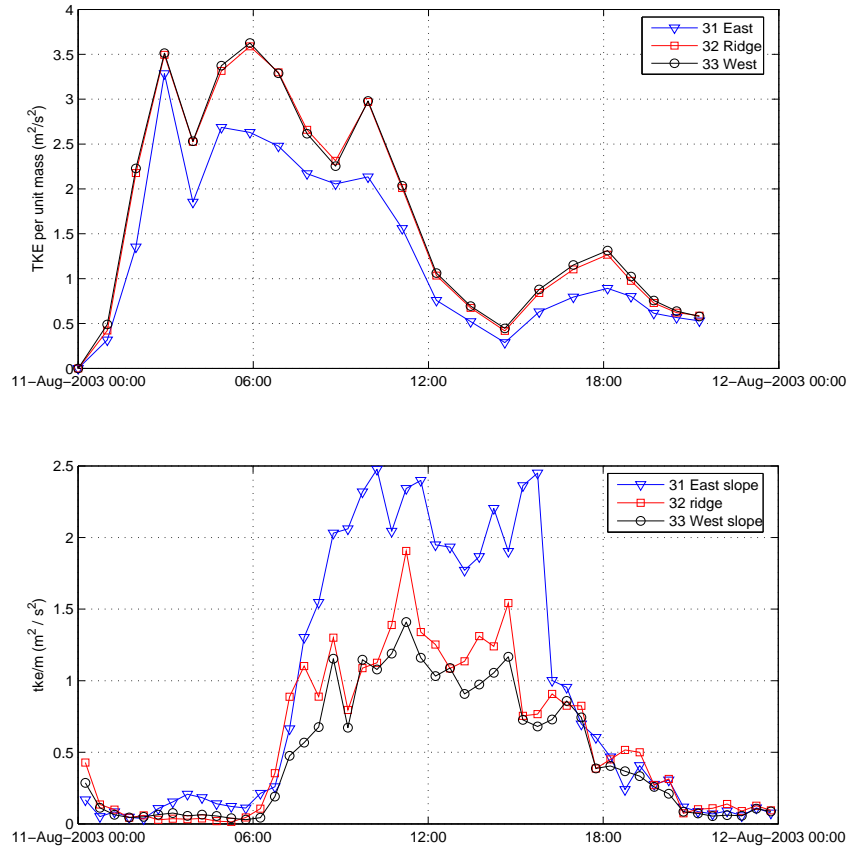 4
3.5
3
2.5
2
1.5
1
0.5
0
TKE per unit mass (m²/s²)
31 East
32 Ridge
33 West
11−Aug−2003 00:00
06:00
12:00
18:00
12−Aug−2003 00:00
2.5
2
1.5
1
0.5
0
tke/m (m² / s²)
31 East slope
32 ridge
33 West slope
11−Aug−2003 00:00
06:00
12:00
18:00
12−Aug−2003 00:00